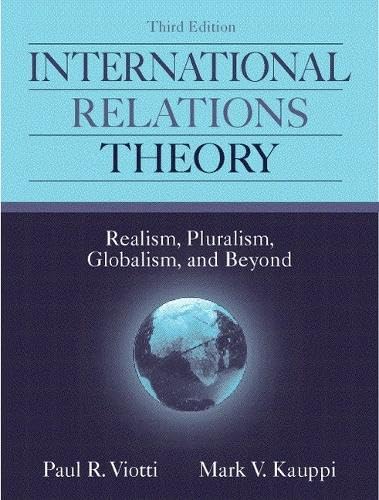 Third Edition
INTERNATIONAL
RELATIONS
THEORY
Realism, Pluralism,
Globalism, and Beyond
Paul R. Viotti Mark V. Kauppi